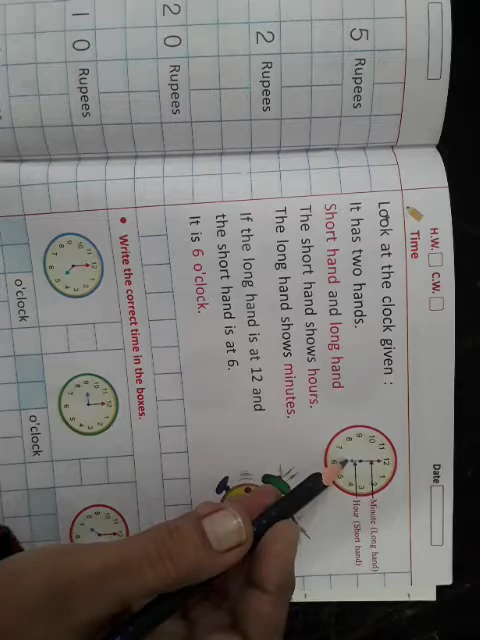 5 Rupees
2 Rupees
2 0 Rupees
1 0 Rupees
H.W. C.W.
Date
Time
Look at the clock given :
It has two hands.
Short hand and long hand
The short hand shows hours.
The long hand shows minutes.
If the long hand is at 12 and
the short hand is at 6.
It is 6 o'clock.
Minute (Long hand)
Hour (Short hand)
• Write the correct time in the boxes.
o'clock
o'clock